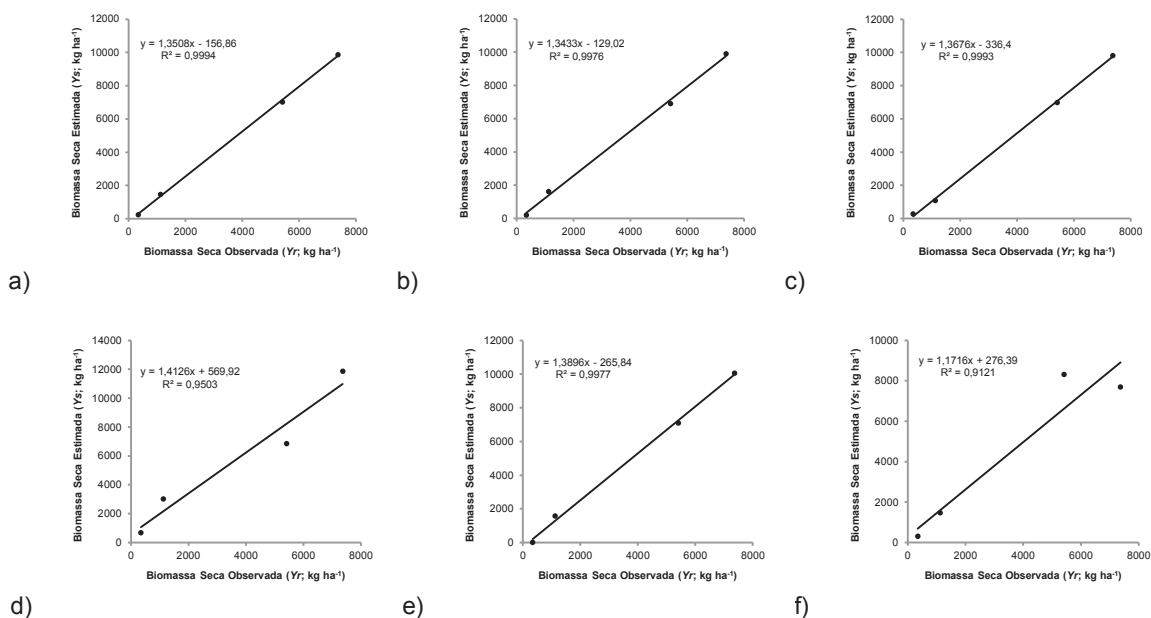 12000
10000
8000
6000
4000
2000
0
Biomassa Seca Estimada (Ys; kg ha⁻¹)
y = 1,3508x - 156,86
R² = 0,9994
0 2000 4000 6000 8000
Biomassa Seca Observada (Yr; kg ha⁻¹)
a)
12000
10000
8000
6000
4000
2000
0
Biomassa Seca Estimada (Ys; kg ha⁻¹)
y = 1,3433x - 129,02
R² = 0,9976
0 2000 4000 6000 8000
Biomassa Seca Observada (Yr; kg ha⁻¹)
b)
12000
10000
8000
6000
4000
2000
0
Biomassa Seca Estimada (Ys; kg ha⁻¹)
y = 1,3676x - 336,4
R² = 0,9993
0 2000 4000 6000 8000
Biomassa Seca Observada (Yr; kg ha⁻¹)
c)
14000
12000
10000
8000
6000
4000
2000
0
Biomassa Seca Estimada (Ys; kg ha⁻¹)
y = 1,4126x + 569,92
R² = 0,9503
0 2000 4000 6000 8000
Biomassa Seca Observada (Yr; kg ha⁻¹)
d)
12000
10000
8000
6000
4000
2000
0
Biomassa Seca Estimada (Ys; kg ha⁻¹)
y = 1,3896x - 265,84
R² = 0,9977
0 2000 4000 6000 8000
Biomassa Seca Observada (Yr; kg ha⁻¹)
e)
10000
8000
6000
4000
2000
0
Biomassa Seca Estimada (Ys; kg ha⁻¹)
y = 1,1716x + 276,39
R² = 0,9121
0 2000 4000 6000 8000
Biomassa Seca Observada (Yr; kg ha⁻¹)
f)